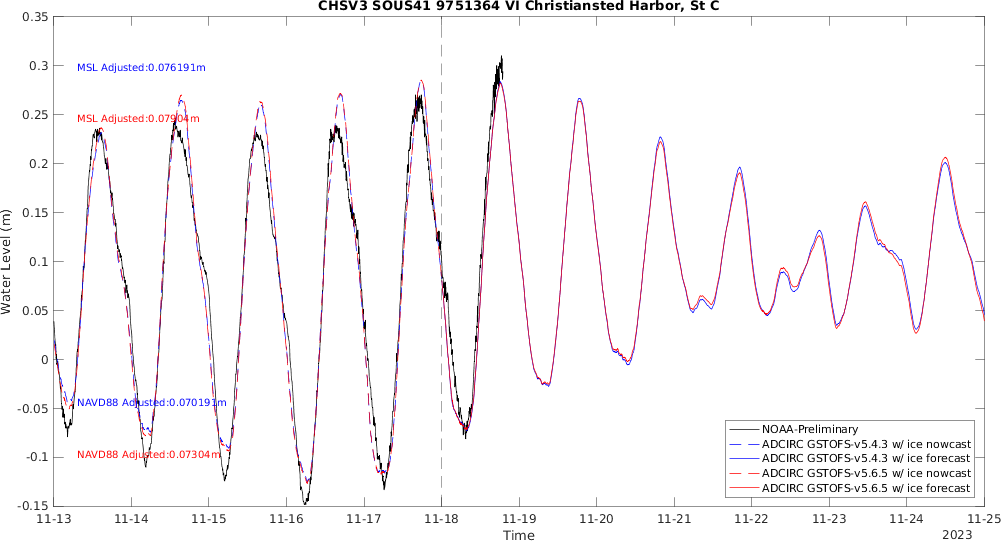 CHSV3 SOUS41 9751364 VI Christiansted Harbor, St C
0.35
0.3
0.25
0.2
0.15
0.1
0.05
0
-0.05
-0.1
-0.15
Water Level (m)
MSL Adjusted:0.076191m
MSL Adjusted:0.07904m
NAVD88 Adjusted:0.070191m
NAVD88 Adjusted:0.07304m
NOAA-Preliminary
ADCIRC GSTOFS-v5.4.3 w/ ice nowcast
ADCIRC GSTOFS-v5.4.3 w/ ice forecast
ADCIRC GSTOFS-v5.6.5 w/ ice nowcast
ADCIRC GSTOFS-v5.6.5 w/ ice forecast
11-13 11-14 11-15 11-16 11-17 11-18 11-19 11-20 11-21 11-22 11-23 11-24 11-25
Time
2023